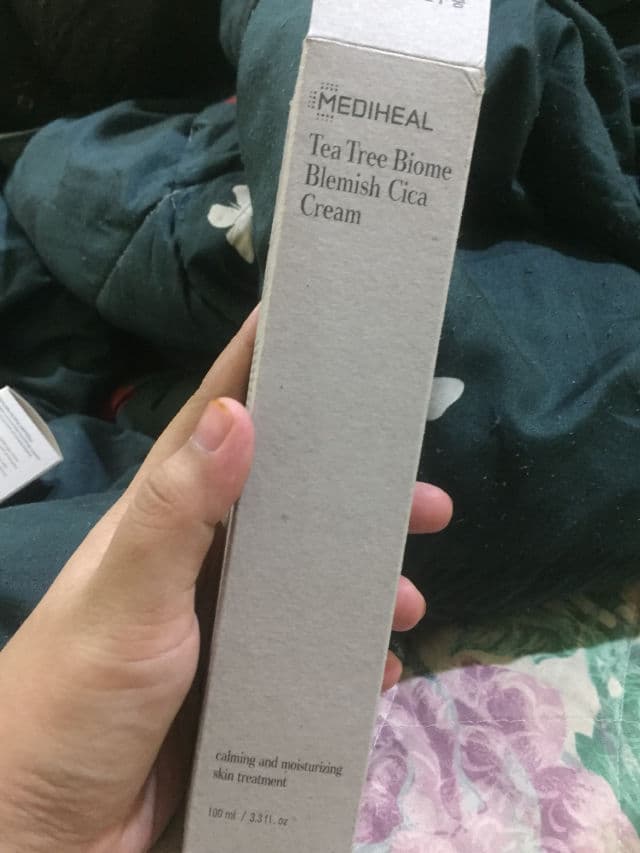 MEDIHEAL
Tea Tree Biome
Blemish Cica
Cream
calming and moisturizing
skin treatment
100 ml / 3.3 fl. oz